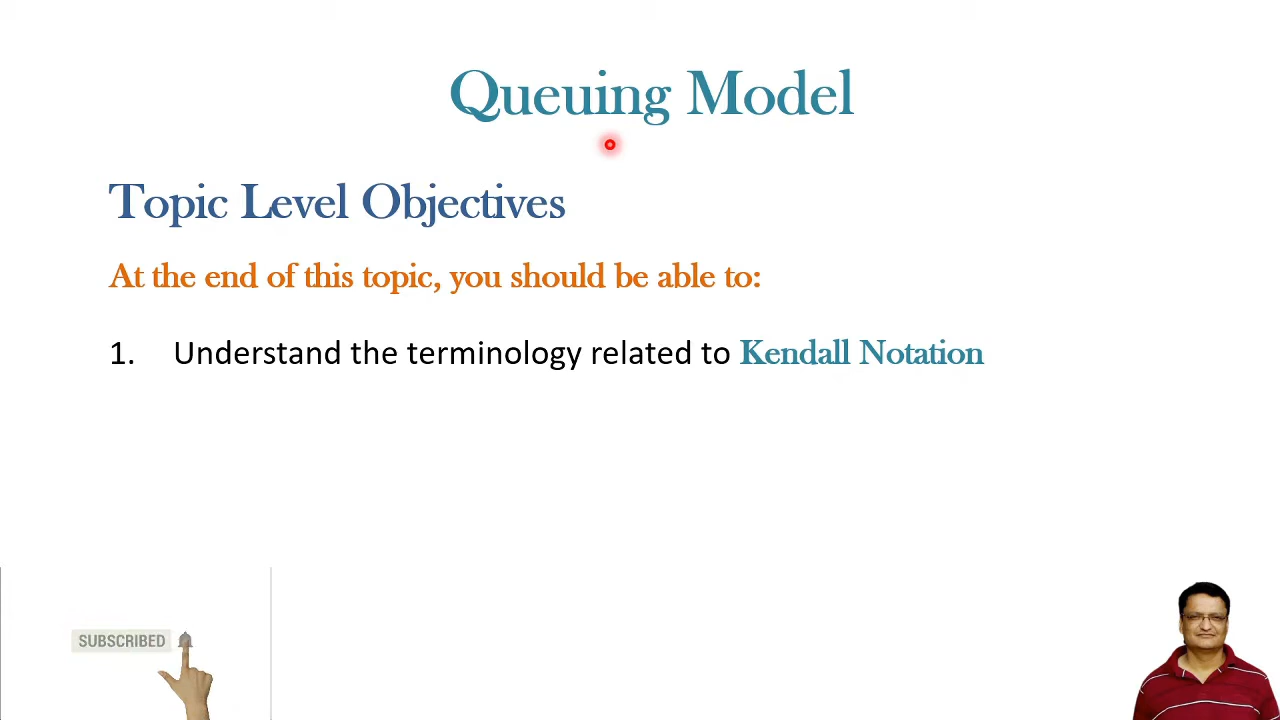 Queuing Model
Topic Level Objectives
At the end of this topic, you should be able to:
1. Understand the terminology related to Kendall Notation
SUBSCRIBED